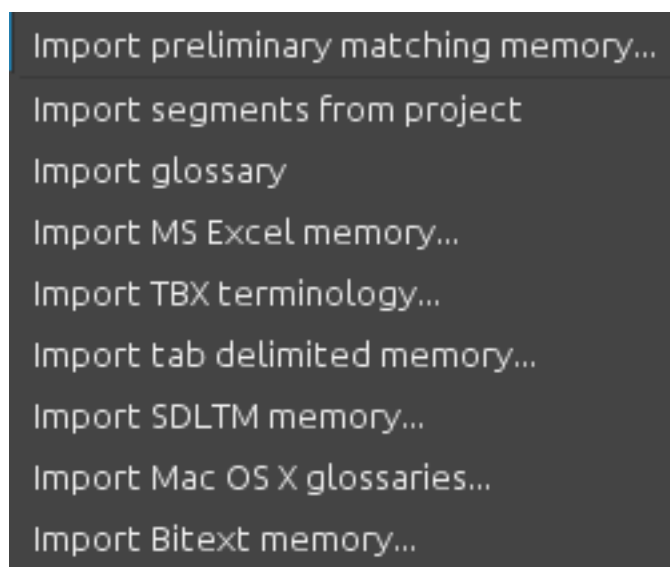 Import preliminary matching memory...
Import segments from project
Import glossary
Import MS Excel memory...
Import TBX terminology...
Import tab delimited memory...
Import SDLTM memory...
Import Mac OS X glossaries...
Import Bitext memory...